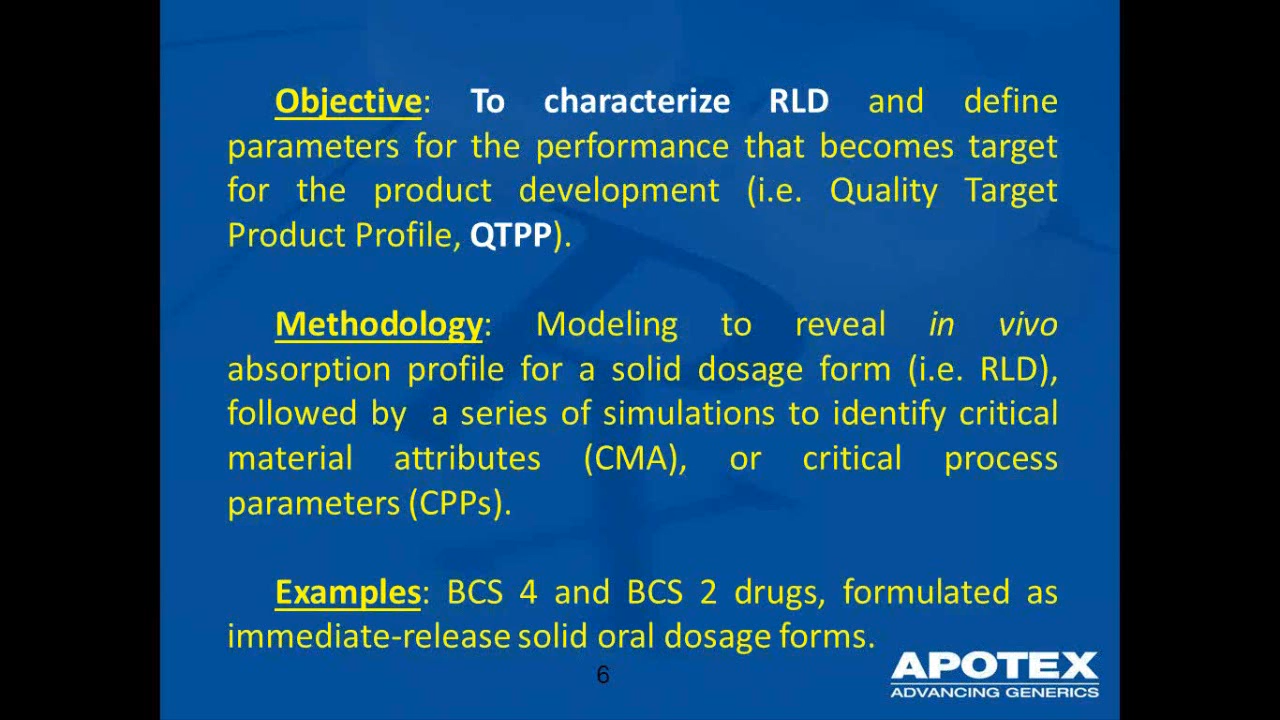 Objective: To characterize RLD and define
parameters for the performance that becomes target
for the product development (i.e. Quality Target
Product Profile, QTPP).
Methodology: Modeling to reveal in vivo
absorption profile for a solid dosage form (i.e. RLD),
followed by a series of simulations to identify critical
material attributes (CMA), or critical process
parameters (CPPs).
Examples: BCS 4 and BCS 2 drugs, formulated as
immediate-release solid oral dosage forms.
6
APOTEX
ADVANCING GENERICS